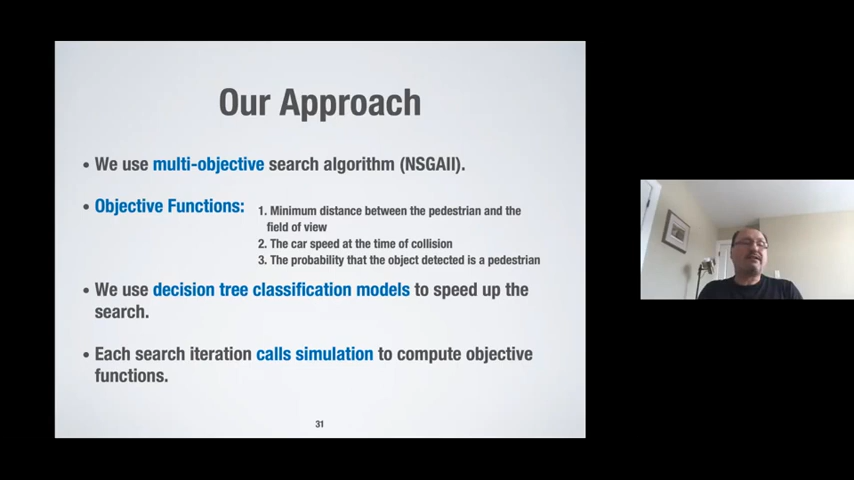 Our Approach
• We use multi-objective search algorithm (NSGAII).
• Objective Functions:
1. Minimum distance between the pedestrian and the
field of view
2. The car speed at the time of collision
3. The probability that the object detected is a pedestrian
• We use decision tree classification models to speed up the
search.
• Each search iteration calls simulation to compute objective
functions.
31